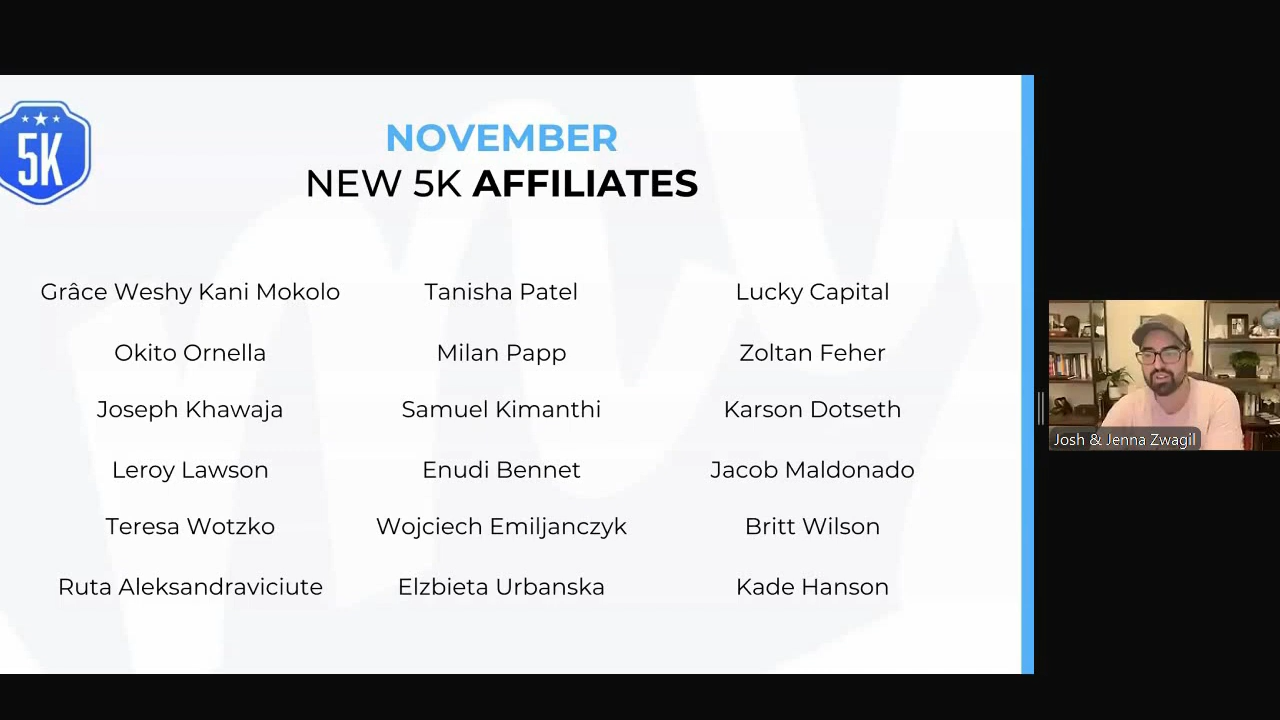 5K
NOVEMBER
NEW 5K AFFILIATES
Grâce Weshy Kani Mokolo
Tanisha Patel
Lucky Capital
Okito Ornella
Milan Papp
Zoltan Feher
Joseph Khawaja
Samuel Kimanthi
Karson Dotseth
Leroy Lawson
Enudi Bennet
Jacob Maldonado
Teresa Wotzko
Wojciech Emiljanczyk
Britt Wilson
Ruta Aleksandraviciute
Elzbieta Urbanska
Kade Hanson
Josh & Jenna Zwagil